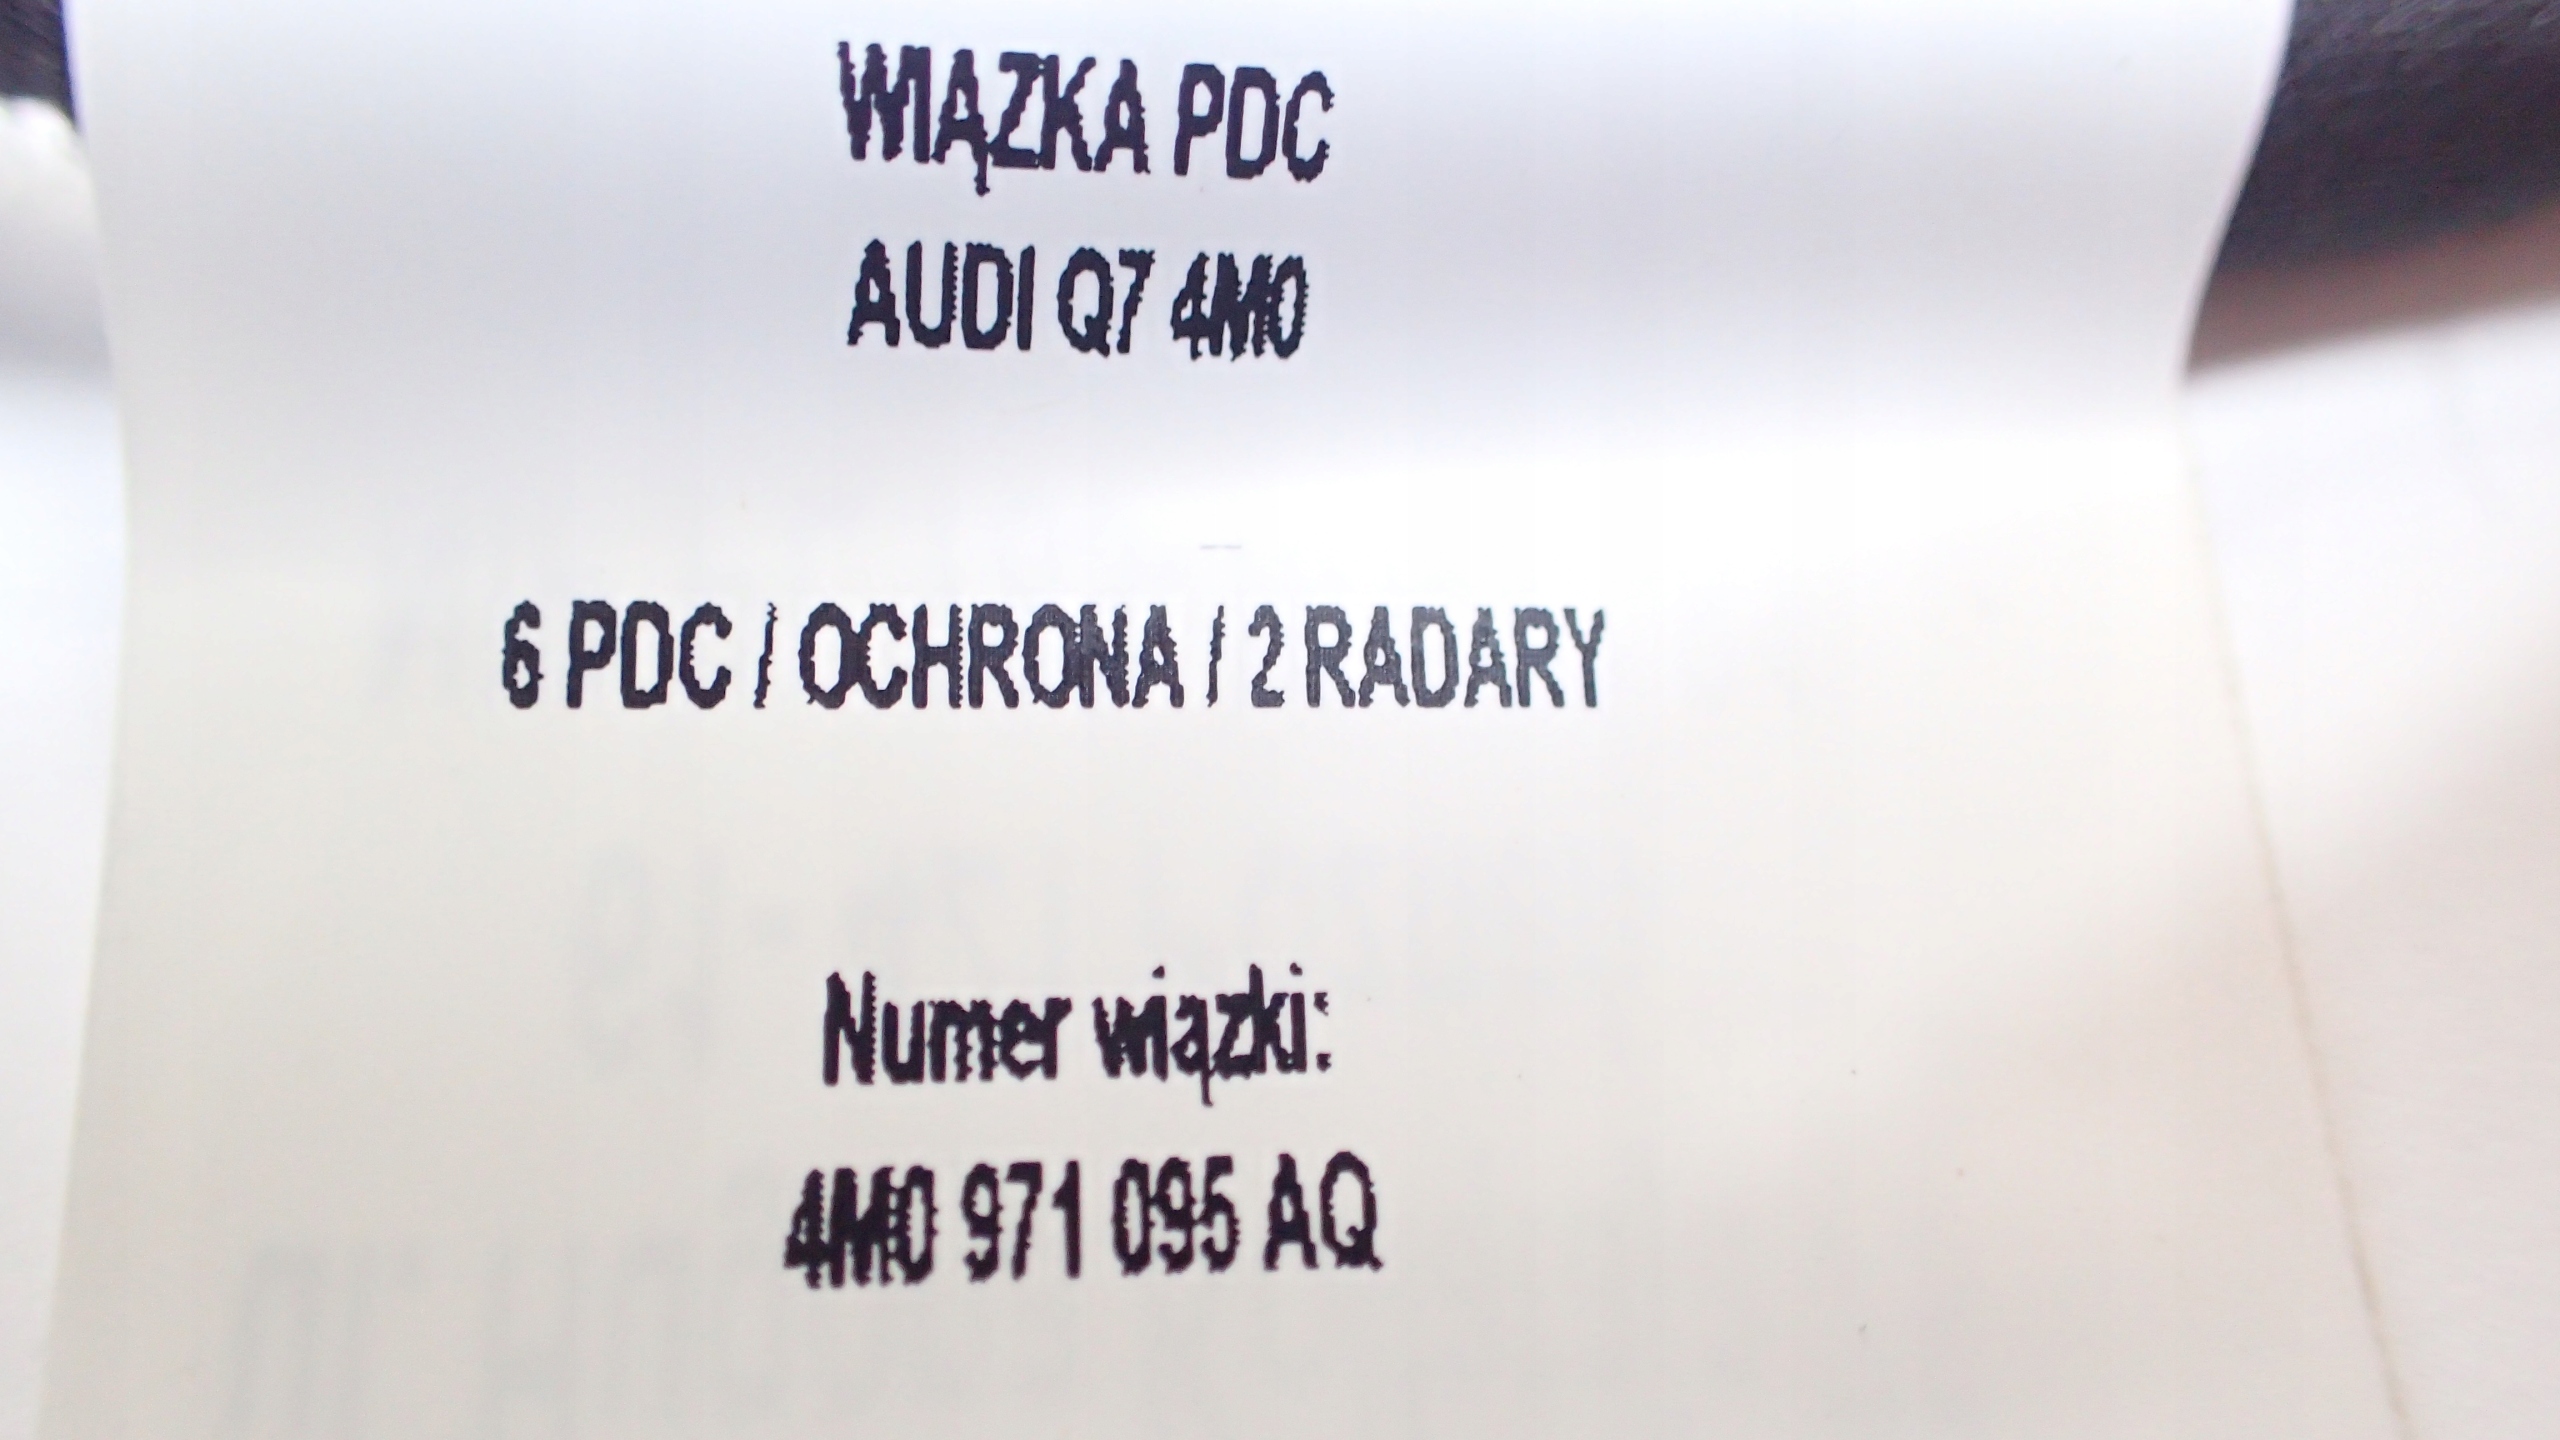 WIĄZKA PDC
AUDI Q7 4M0
6 PDC / OCHRONA / 2 RADARY
Numer wiązki:
4M0 971 095 AQ